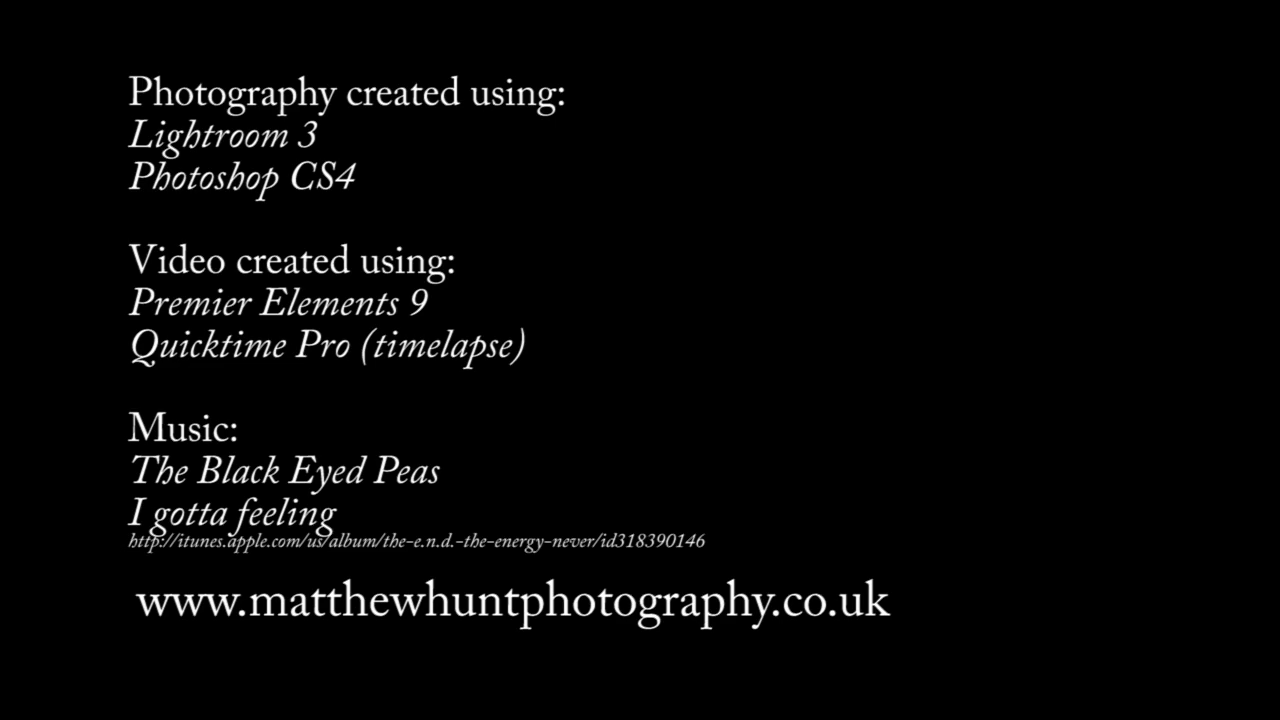 Photography created using:
Lightroom 3
Photoshop CS4
Video created using:
Premier Elements 9
Quicktime Pro (timelapse)
Music:
The Black Eyed Peas
I gotta feeling
http://itunes.apple.com/us/album/the-e.n.d.-the-energy-never/id318390146
www.matthewhuntphotography.co.uk